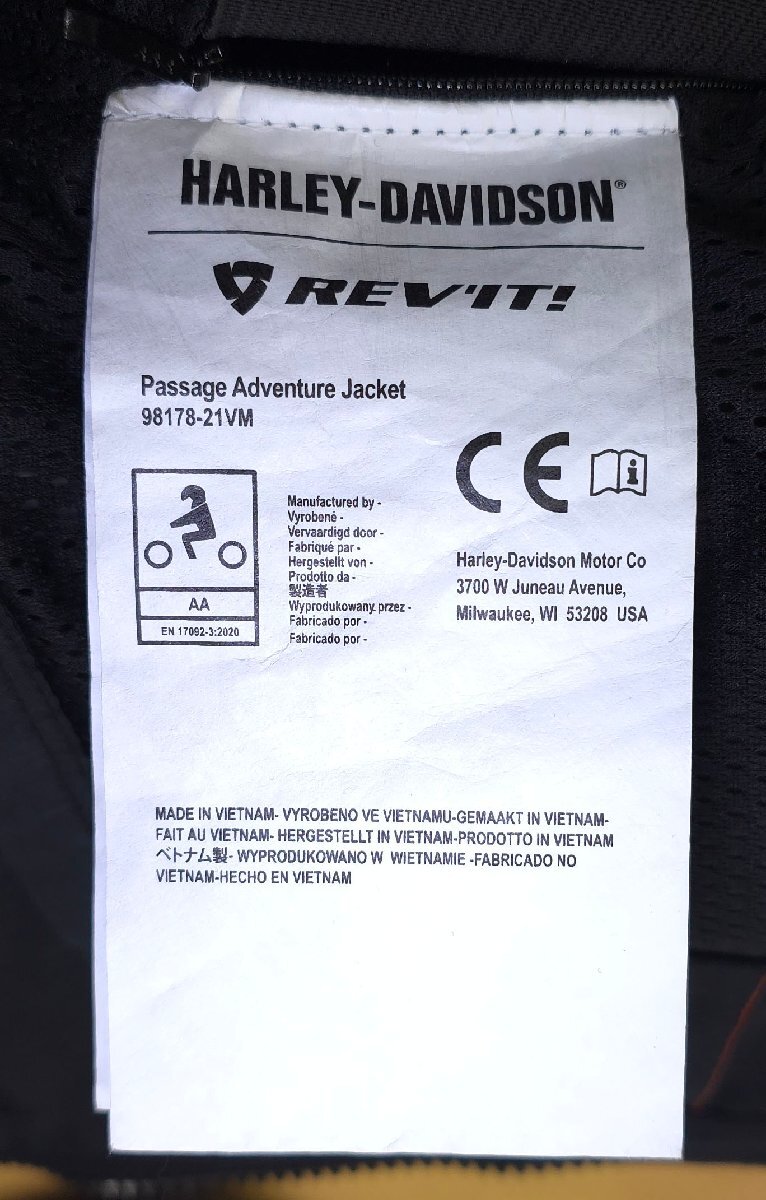 HARLEY-DAVIDSON®
REV'IT!
Passage Adventure Jacket
98178-21VM
CE
AA
EN 17092-3:2020
Manufactured by -
Vyrobené -
Vervaardigd door -
Fabriqué par -
Hergestellt von -
Prodotto da -
製造者
Wyprodukowany. przez -
Fabricado por -
Fabricado por -
Harley-Davidson Motor Co
3700 W Juneau Avenue,
Milwaukee, WI 53208 USA
MADE IN VIETNAM- VYROBENO VE VIETNAMU-GEMAAKT IN VIETNAM-
FAIT AU VIETNAM- HERGESTELLT IN VIETNAM-PRODOTTO IN VIETNAM
ベトナム製- WYPRODUKOWANO W WIETNAMIE -FABRICADO NO
VIETNAM-HECHO EN VIETNAM